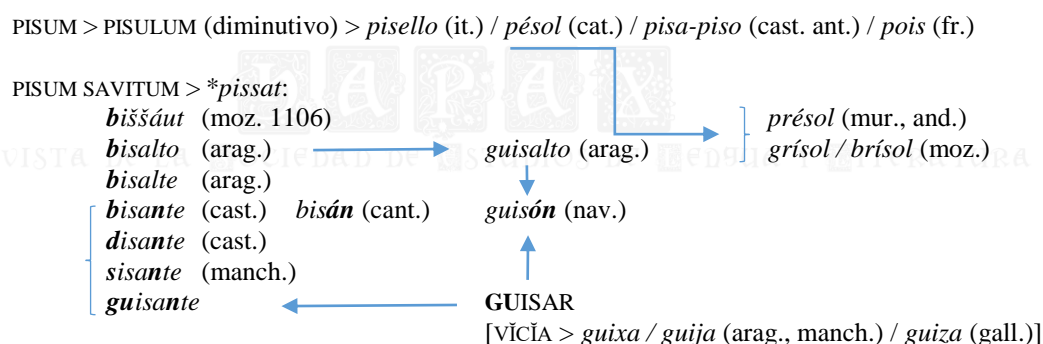 PISUM > PISULUM (diminutivo) > pisello (it.) / pésol (cat.) / pisa-piso (cast. ant.) / pois (fr.)
PISUM SAVITUM > *pissat:
biššáut (moz. 1106) présol (mur., and.)
bisalto (arag.) guisalto (arag.) grísol / brísol (moz.)
bisalte (arag.)
bisante (cast.) bisán (cant.) guisón (nav.)
disante (cast.)
sisante (manch.)
guisante GUISAR
[VĬCĬA > guixa / guija (arag., manch.) / guiza (gall.)]
HÁPAX